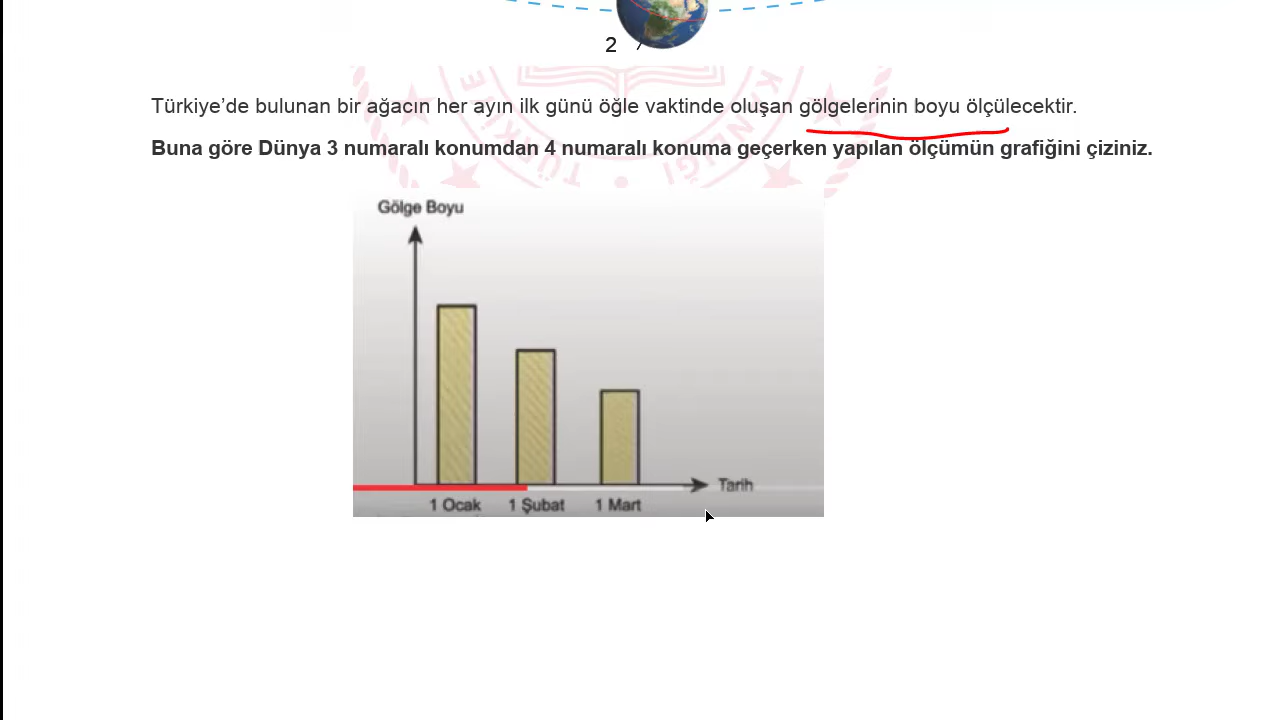 2
Türkiye’de bulunan bir ağacın her ayın ilk günü öğle vaktinde oluşan gölgelerinin boyu ölçülecektir.
Buna göre Dünya 3 numaralı konumdan 4 numaralı konuma geçerken yapılan ölçümün grafiğini çiziniz.
Gölge Boyu
Tarih
1 Ocak 1 Şubat 1 Mart